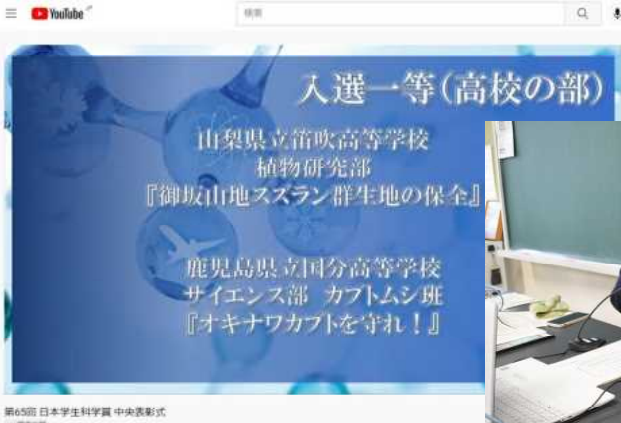 YouTube JP
検索
入選一等(高校の部)
山梨県立笛吹高等学校
植物研究部
『御坂山地スズラン群生地の保全』
鹿児島県立国分高等学校
サイエンス部 カブトムシ班
『オキナワカブトを守れ!』
第65回 日本学生科学賞 中央表彰式